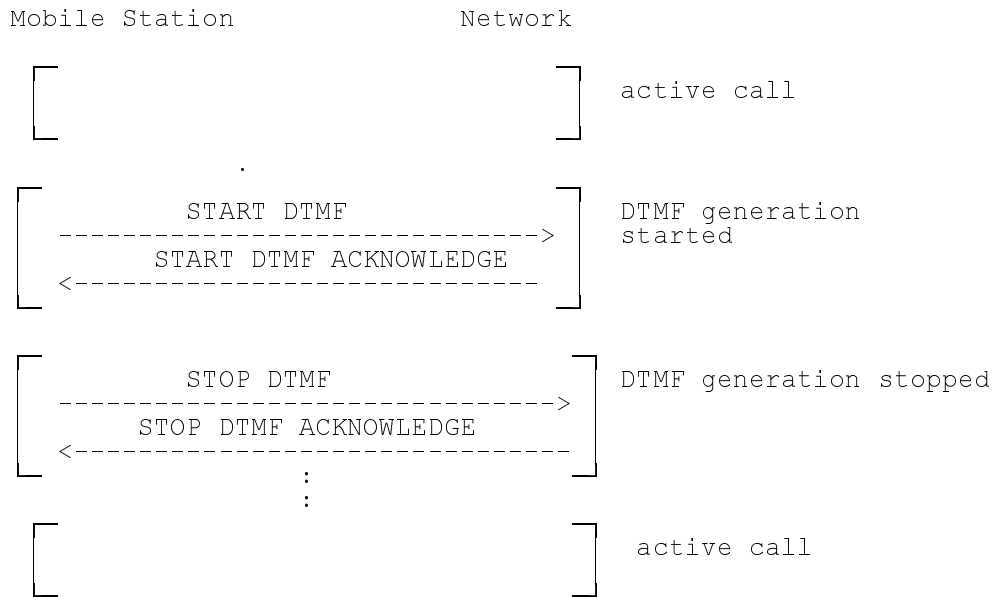 Mobile Station Network
active call
.
START DTMF DTMF generation
------------------------------> started
START DTMF ACKNOWLEDGE
<-----------------------------
STOP DTMF DTMF generation stopped
------------------------------->
STOP DTMF ACKNOWLEDGE
<-------------------------------
:
:
active call